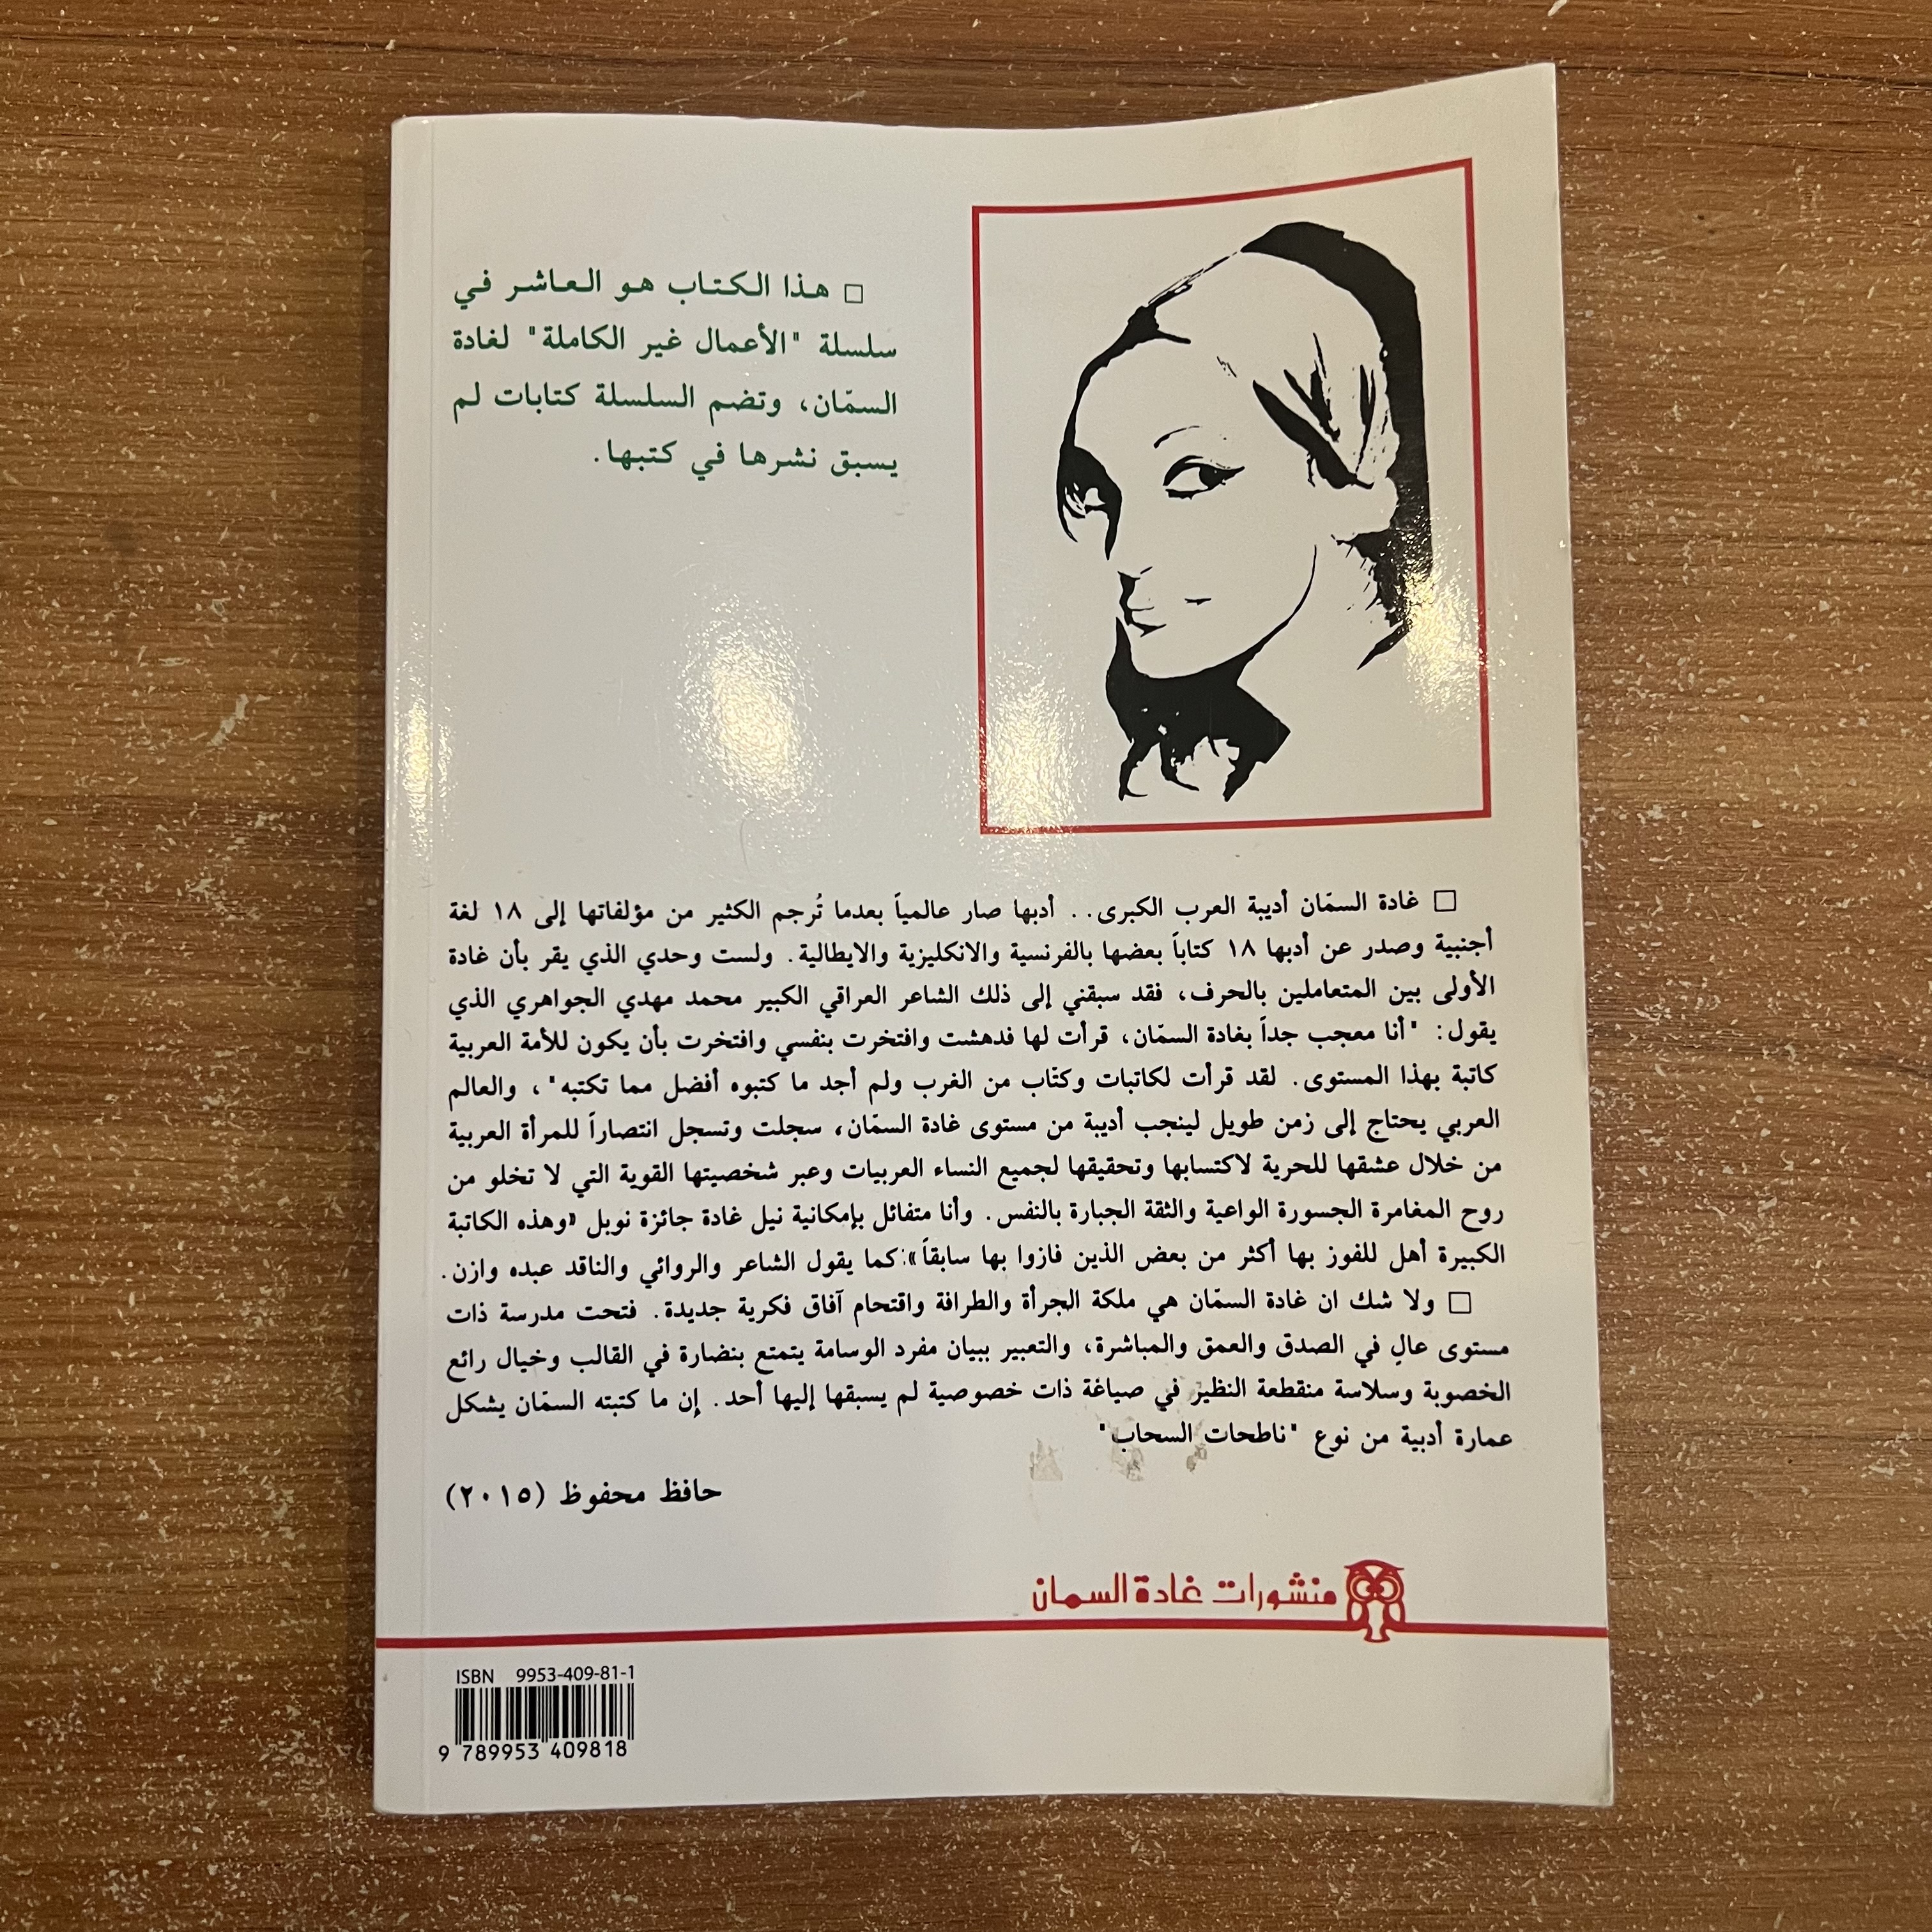 □ هذا الكتاب هو العاشر في
سلسلة "الأعمال غير الكاملة" لغادة
السمّان، وتضم السلسلة كتابات لم
يسبق نشرها في كتبها.
□ غادة السمّان أديبة العرب الكبرى.. أدبها صار عالمياً بعدما تُرجم الكثير من مؤلفاتها إلى ١٨ لغة
أجنبية وصدر عن أدبها ١٨ كتاباً بعضها بالفرنسية والانكليزية والايطالية. ولست وحدي الذي يقر بأن غادة
الأولى بين المتعاملين بالحرف، فقد سبقني إلى ذلك الشاعر العراقي الكبير محمد مهدي الجواهري الذي
يقول: "أنا معجب جداً بغادة السمّان، قرأت لها فدهشت وافتخرت بنفسي وافتخرت بأن يكون للأمة العربية
كاتبة بهذا المستوى. لقد قرأت لكاتبات وكتّاب من الغرب ولم أجد ما كتبوه أفضل مما تكتبه"، والعالم
العربي يحتاج إلى زمن طويل لينجب أديبة من مستوى غادة السمّان، سجلت وتسجل انتصاراً للمرأة العربية
من خلال عشقها للحرية لاكتسابها وتحقيقها لجميع النساء العربيات وعبر شخصيتها القوية التي لا تخلو من
روح المغامرة الجسورة الواعية والثقة الجبارة بالنفس. وأنا متفائل بإمكانية نيل غادة جائزة نوبل «وهذه الكاتبة
الكبيرة أهل للفوز بها أكثر من بعض الذين فازوا بها سابقاً»: كما يقول الشاعر والروائي والناقد عبده وازن.
□ ولا شك ان غادة السمّان هي ملكة الجرأة والطرافة واقتحام آفاق فكرية جديدة. فتحت مدرسة ذات
مستوى عالٍ في الصدق والعمق والمباشرة، والتعبير ببيان مفرد الوسامة يتمتع بنضارة في القالب وخيال رائع
الخصوبة وسلاسة منقطعة النظير في صياغة ذات خصوصية لم يسبقها إليها أحد. إن ما كتبته السمّان يشكل
عمارة أدبية من نوع "ناطحات السحاب"
حافظ محفوظ (٢٠١٥)
منشورات غادة السمان
ISBN 9953-409-81-1
9 789953 409818